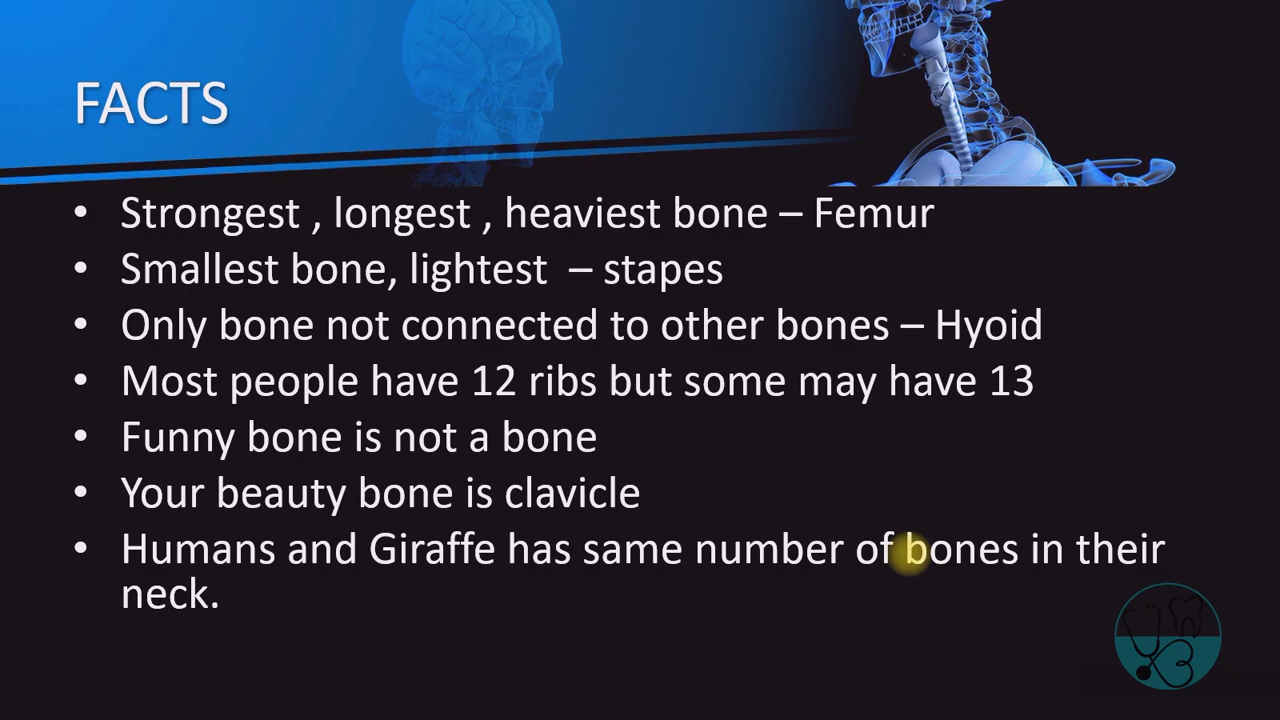 FACTS
• Strongest , longest , heaviest bone – Femur
• Smallest bone, lightest – stapes
• Only bone not connected to other bones – Hyoid
• Most people have 12 ribs but some may have 13
• Funny bone is not a bone
• Your beauty bone is clavicle
• Humans and Giraffe has same number of bones in their
neck.